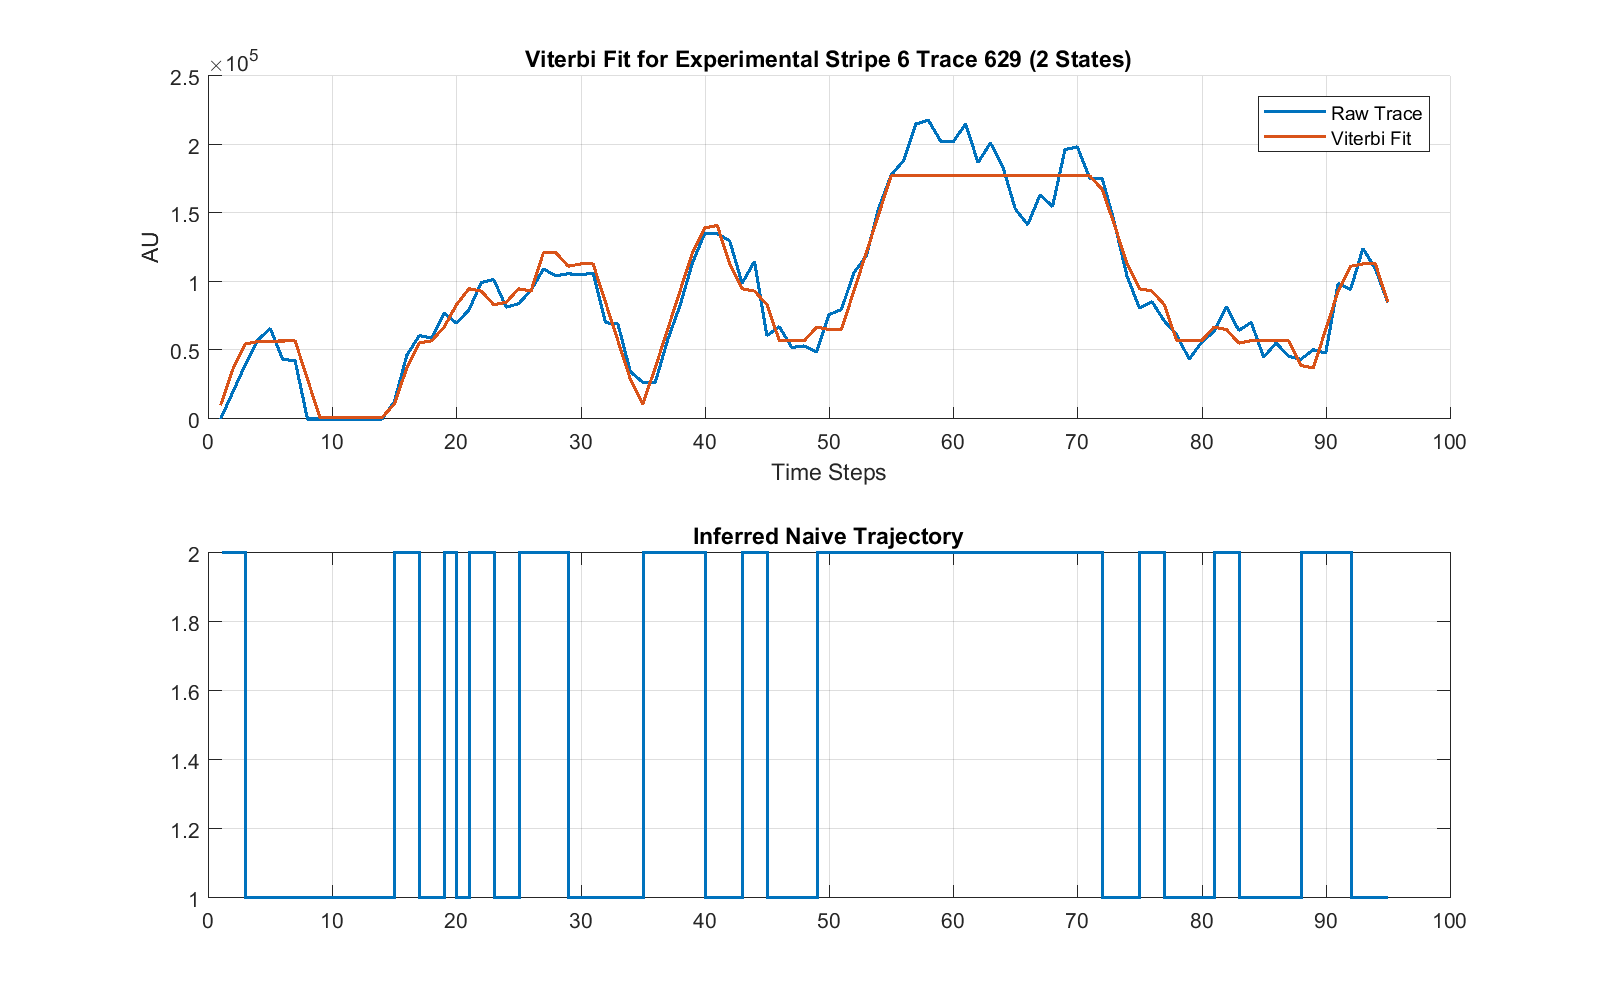 Viterbi Fit for Experimental Stripe 6 Trace 629 (2 States)
×10^5
2.5
2
1.5
1
0.5
0
AU
Raw Trace
Viterbi Fit
0 10 20 30 40 50 60 70 80 90 100
Time Steps
Inferred Naive Trajectory
2
1.8
1.6
1.4
1.2
1
0 10 20 30 40 50 60 70 80 90 100